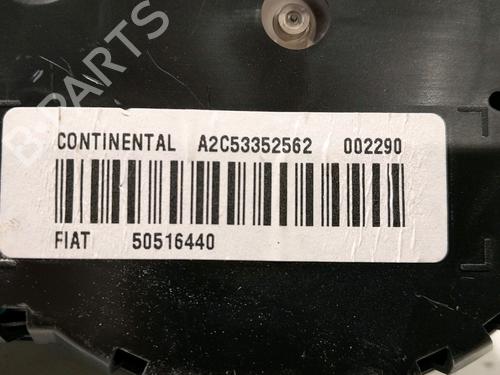 B-PARTS
CONTINENTAL A2C53352562 002290
FIAT 50516440